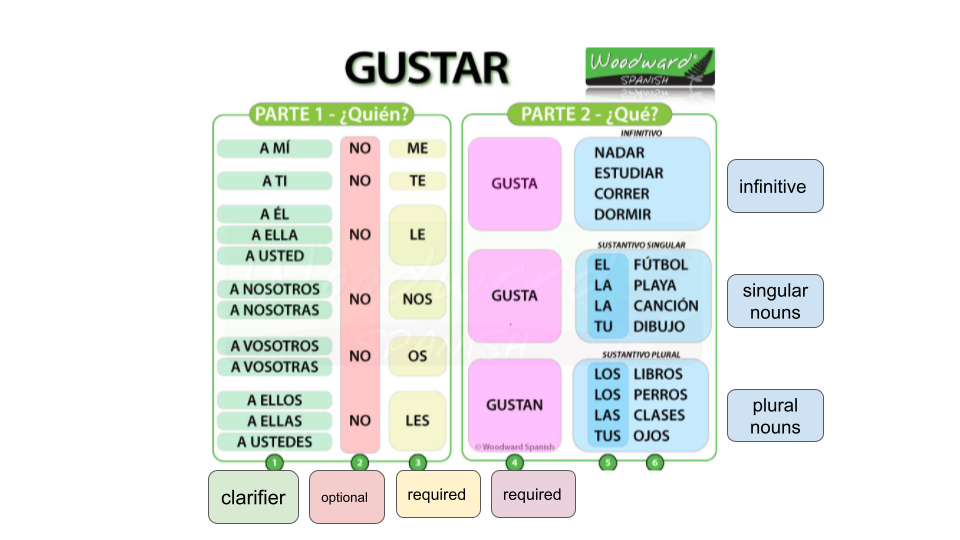 GUSTAR
Woodward
SPANISH
PARTE 1 - ¿Quién?
A MÍ NO ME
A TI NO TE
A ÉL
A ELLA NO LE
A USTED
A NOSOTROS
NO NOS
A NOSOTRAS
A VOSOTROS
NO OS
A VOSOTRAS
A ELLOS
A ELLAS NO LES
A USTEDES
1 2 3
PARTE 2 - ¿Qué?
INFINITIVO
GUSTA
NADAR
ESTUDIAR
CORRER
DORMIR
SUSTANTIVO SINGULAR
GUSTA
EL FÚTBOL
LA PLAYA
LA CANCIÓN
TU DIBUJO
SUSTANTIVO PLURAL
GUSTAN
LOS LIBROS
LOS PERROS
LAS CLASES
TUS OJOS
© Woodward Spanish
4 5 6
infinitive
singular
nouns
plural
nouns
clarifier
optional
required
required
Woodward
SPANISH